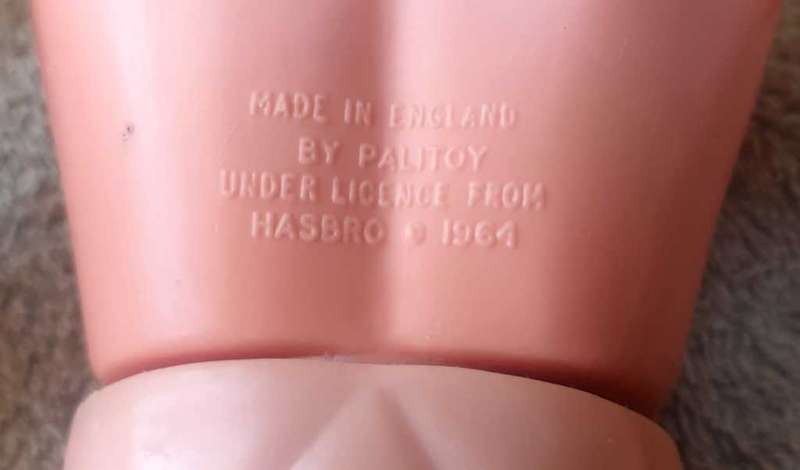 MADE IN ENGLAND
BY PALITOY
UNDER LICENCE FROM
HASBRO © 1964